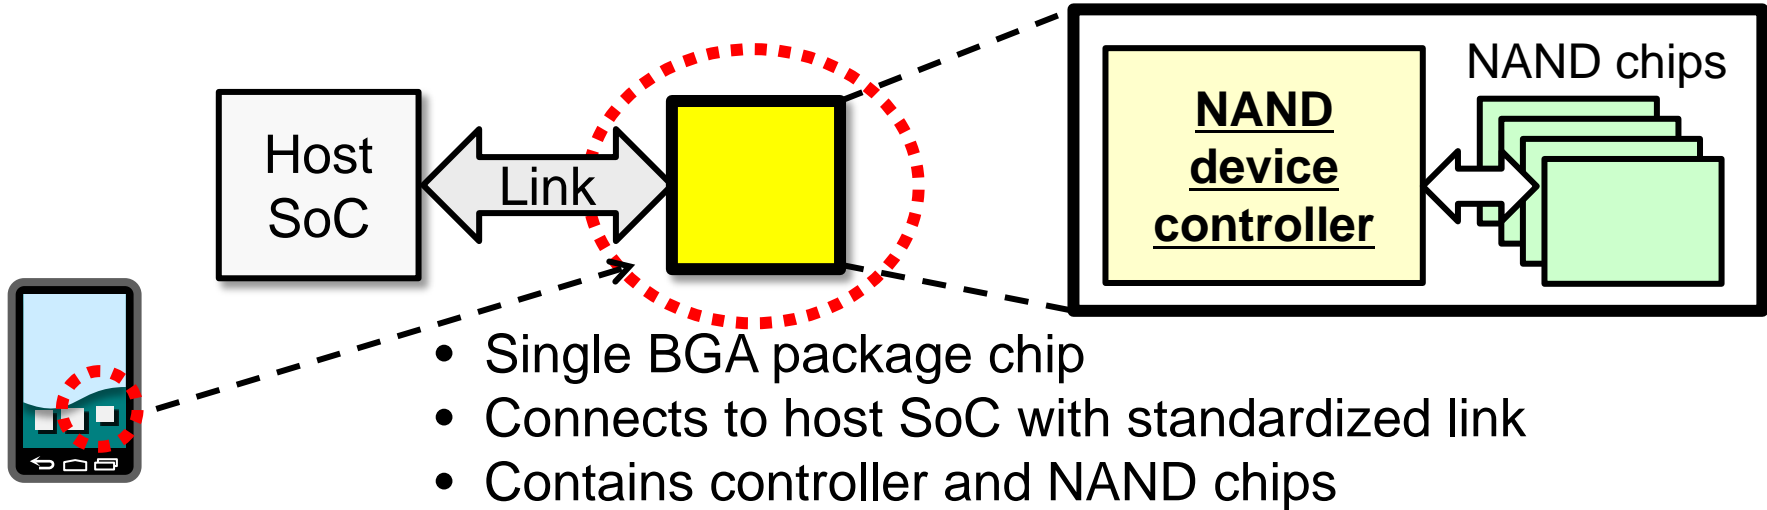 Host
SoC
Link
NAND
device
controller
NAND chips
• Single BGA package chip
• Connects to host SoC with standardized link
• Contains controller and NAND chips